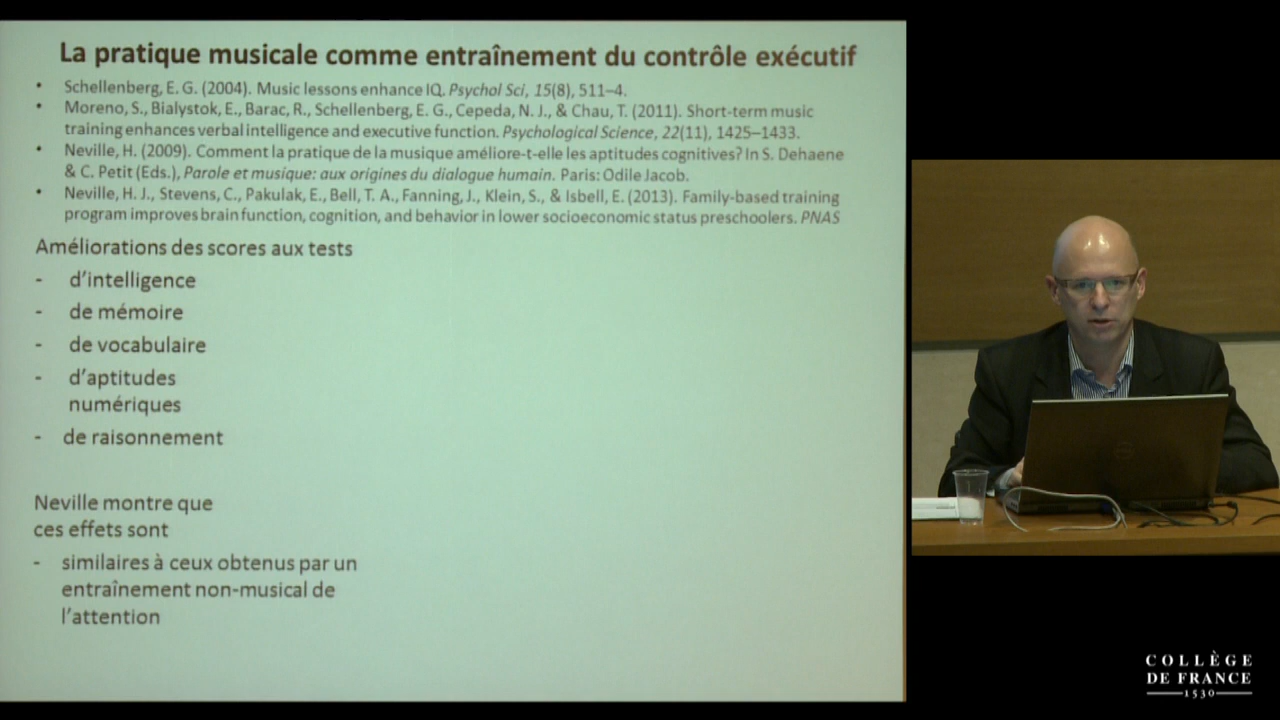 La pratique musicale comme entraînement du contrôle exécutif
• Schellenberg, E. G. (2004). Music lessons enhance IQ. Psychol Sci, 15(8), 511–4.
• Moreno, S., Bialystok, E., Barac, R., Schellenberg, E. G., Cepeda, N. J., & Chau, T. (2011). Short-term music
training enhances verbal intelligence and executive function. Psychological Science, 22(11), 1425–1433.
• Neville, H. (2009). Comment la pratique de la musique améliore-t-elle les aptitudes cognitives? In S. Dehaene
& C. Petit (Eds.), Parole et musique: aux origines du dialogue humain. Paris: Odile Jacob.
• Neville, H. J., Stevens, C., Pakulak, E., Bell, T. A., Fanning, J., Klein, S., & Isbell, E. (2013). Family-based training
program improves brain function, cognition, and behavior in lower socioeconomic status preschoolers. PNAS
Améliorations des scores aux tests
- d'intelligence
- de mémoire
- de vocabulaire
- d'aptitudes
numériques
- de raisonnement
Neville montre que
ces effets sont
- similaires à ceux obtenus par un
entraînement non-musical de
l'attention
COLLÈGE
DE FRANCE
1530